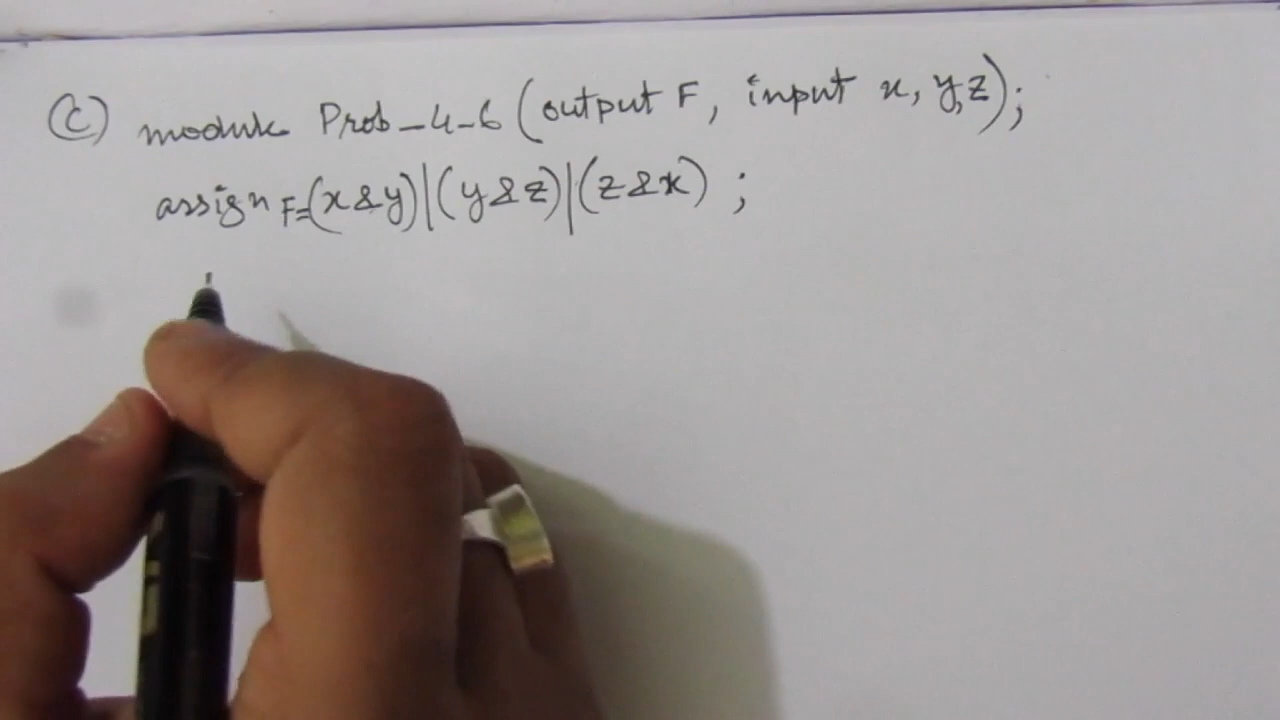 (C) module Prob_4_6 (output F, input x, y, z);
assign F=(x&y)|(y&z)|(z&x) ;